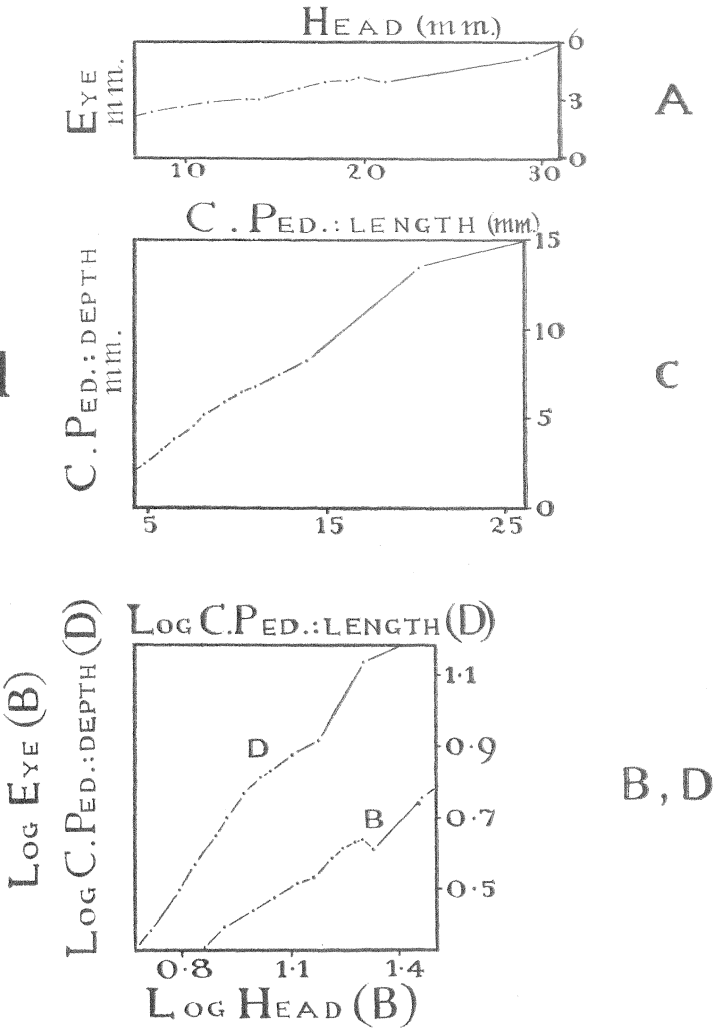 HEAD (mm.)
EYE
mm.
6
3
0
10 20 30
A
C. PED.: LENGTH (mm.)
C. PED.: DEPTH
mm.
15
10
5
0
5 15 25
C
LOG C.PED.:LENGTH (D)
LOG EYE (B)
LOG C.PED.:DEPTH (D)
D
B
1·1
0·9
0·7
0·5
0·8 1·1 1·4
LOG HEAD (B)
B, D